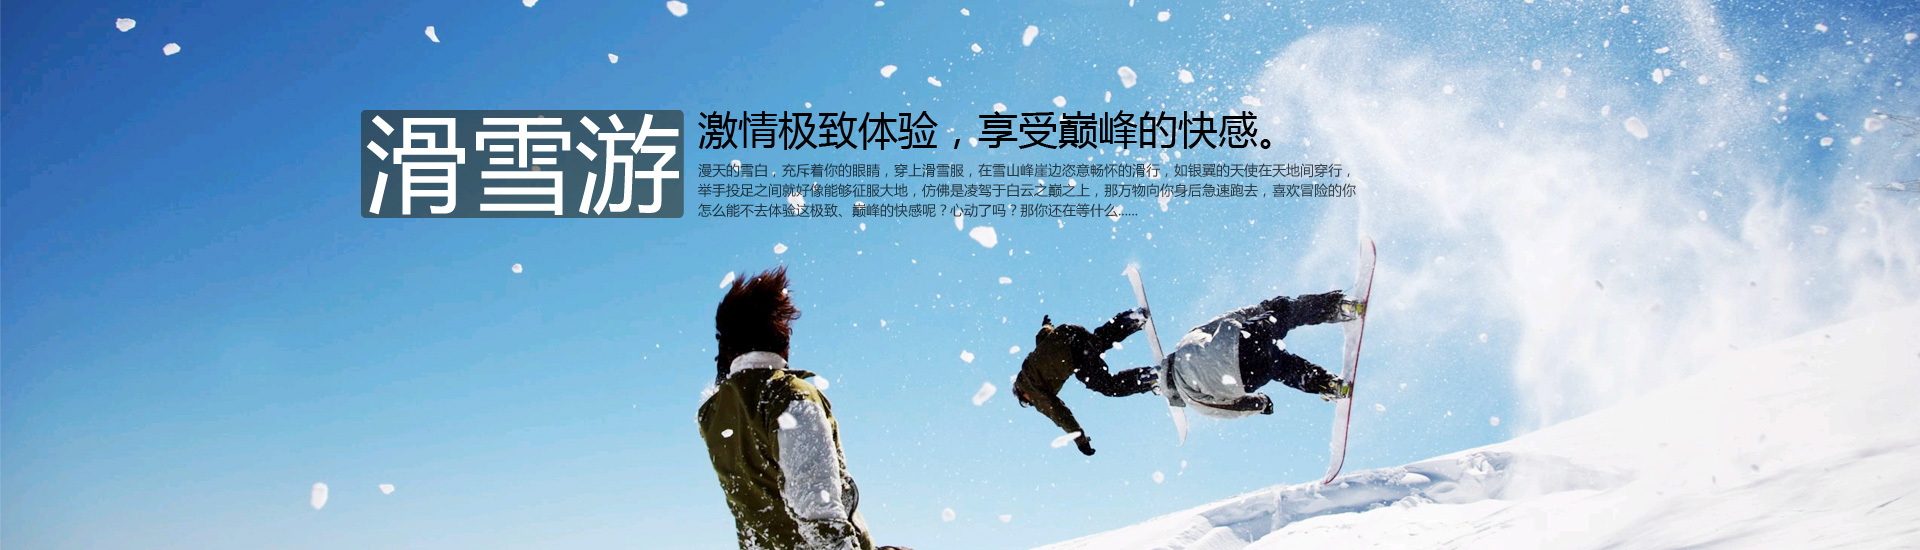 滑雪游
激情极致体验，享受巅峰的快感。
漫天的雪白，充斥着你的眼睛，穿上滑雪服，在雪山峰崖边恣意畅怀的滑行，如银翼的天使在天地间穿行，
举手投足之间就好像能够征服大地，仿佛是凌驾于白云之巅之上，那万物向你身后急速跑去，喜欢冒险的你
怎么能不去体验这极致、巅峰的快感呢？心动了吗？那你还在等什么......